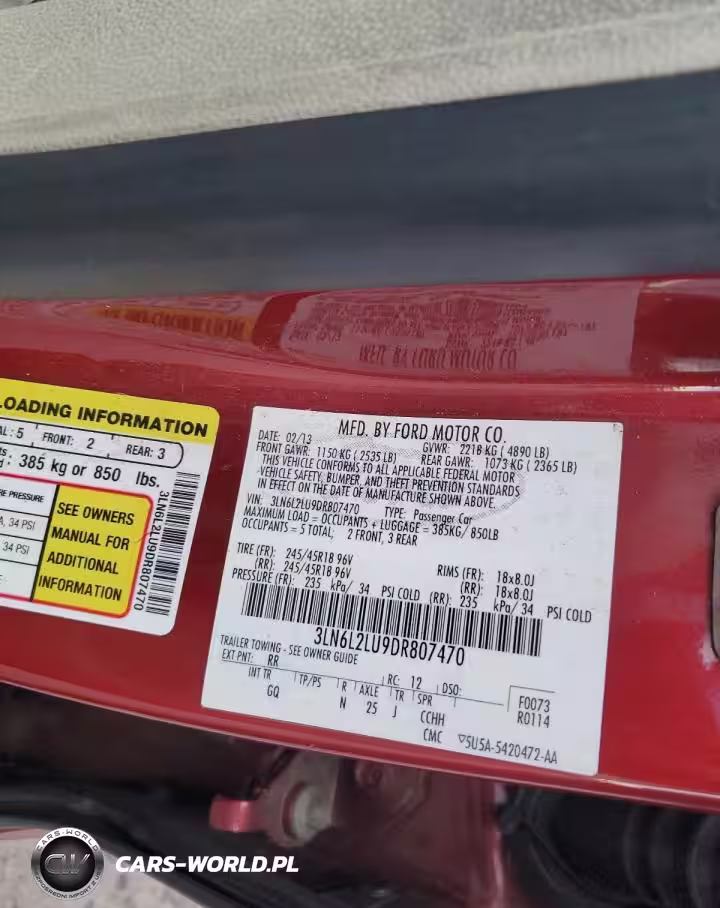 LOADING INFORMATION
AL : 5 FRONT: 2 REAR: 3
: 385 kg or 850 lbs.
RE PRESSURE
A, 34 PSI
34 PSI
SEE OWNERS
MANUAL FOR
ADDITIONAL
INFORMATION
3LN6L2LU9DR807470
MFD. BY FORD MOTOR CO.
DATE: 02/13 GVWR: 2218 KG ( 4890 LB)
FRONT GAWR: 1150 KG ( 2535 LB) REAR GAWR: 1073 KG ( 2365 LB)
THIS VEHICLE CONFORMS TO ALL APPLICABLE FEDERAL MOTOR
VEHICLE SAFETY, BUMPER, AND THEFT PREVENTION STANDARDS
IN EFFECT ON THE DATE OF MANUFACTURE SHOWN ABOVE.
VIN: 3LN6L2LU9DR807470 TYPE: Passenger Car
MAXIMUM LOAD = OCCUPANTS + LUGGAGE = 385KG/ 850LB
OCCUPANTS = 5 TOTAL, 2 FRONT, 3 REAR
TIRE (FR): 245/45R18 96V RIMS (FR): 18x8.0J
(RR): 245/45R18 96V (RR): 18x8.0J
PRESSURE (FR): 235 kPa/ 34 PSI COLD (RR): 235 kPa/ 34 PSI COLD
3LN6L2LU9DR807470
TRAILER TOWING - SEE OWNER GUIDE
EXT PNT: RR RC: 12 DSO: F0073
INT TR TP/PS R AXLE TR SPR R0114
GQ N 25 J CCHH
CMC ▽5U5A-5420472-AA
CARS-WORLD
CW
CARS-WORLD.PL